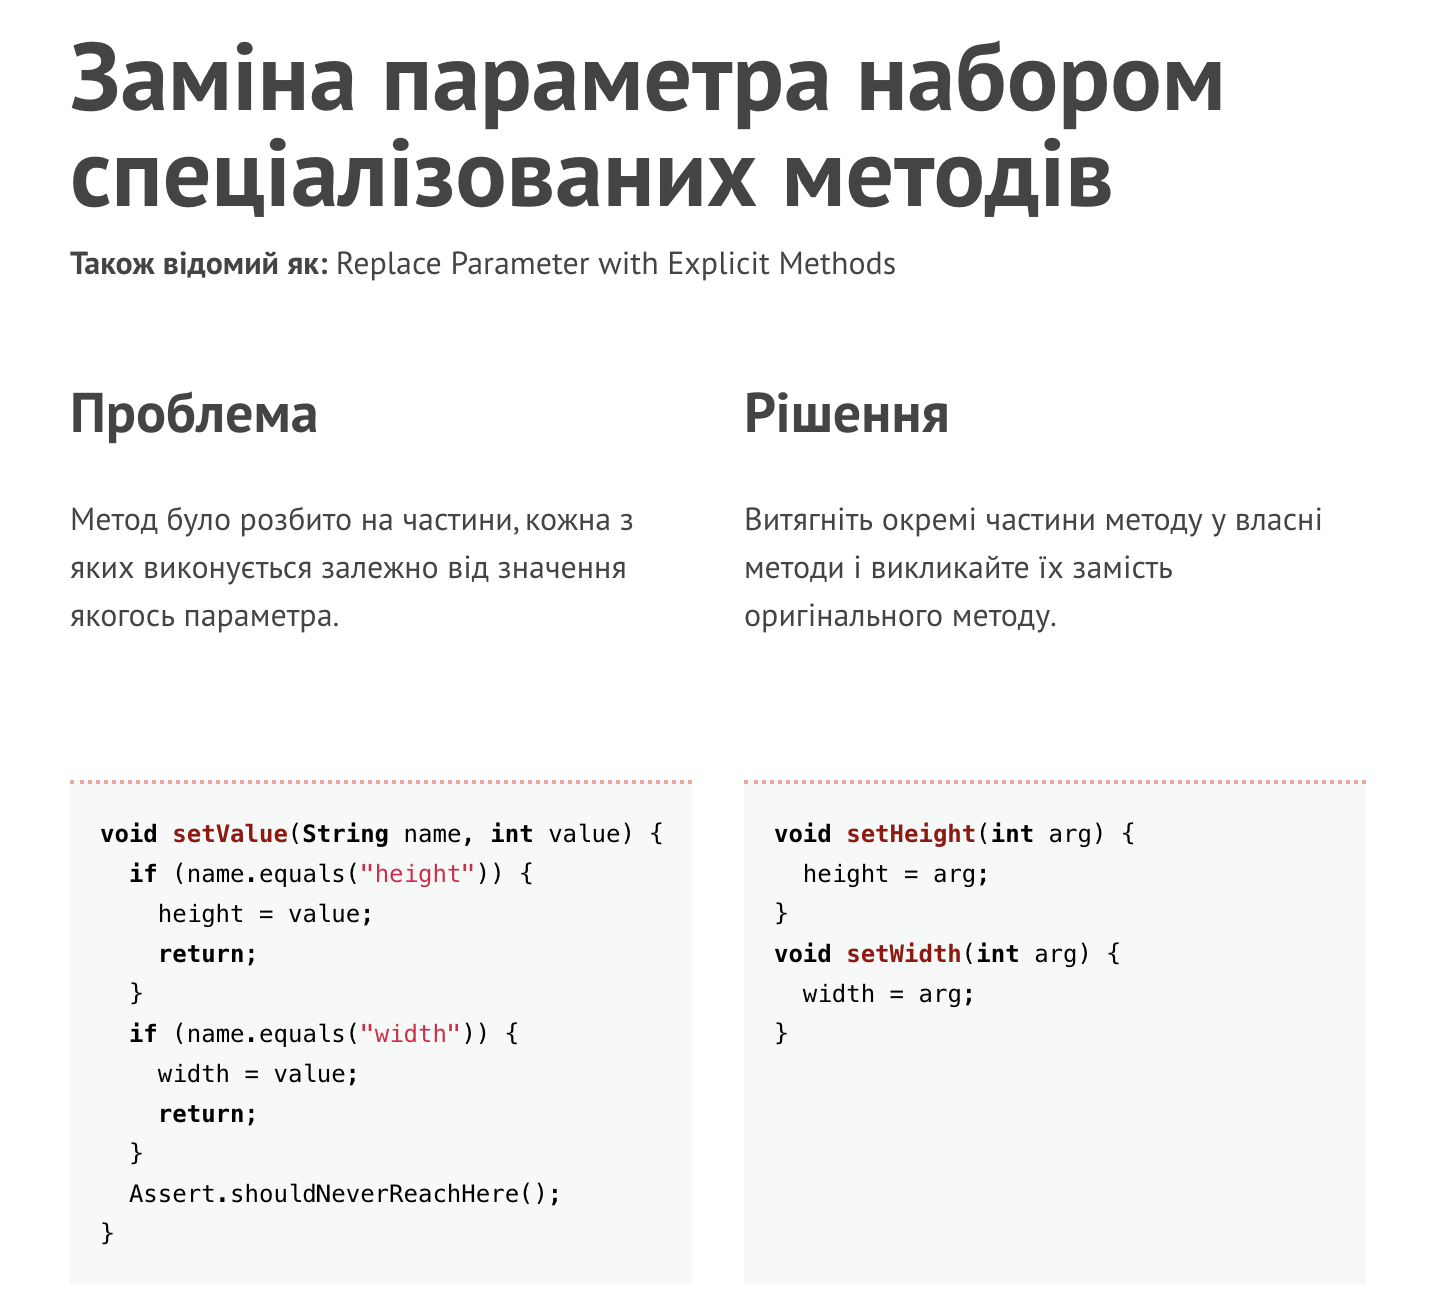 Заміна параметра набором
спеціалізованих методів
Також відомий як: Replace Parameter with Explicit Methods
Проблема
Метод було розбито на частини, кожна з
яких виконується залежно від значення
якогось параметра.
Рішення
Витягніть окремі частини методу у власні
методи і викликайте їх замість
оригінального методу.
void setValue(String name, int value) {
  if (name.equals("height")) {
    height = value;
    return;
  }
  if (name.equals("width")) {
    width = value;
    return;
  }
  Assert.shouldNeverReachHere();
}
void setHeight(int arg) {
  height = arg;
}
void setWidth(int arg) {
  width = arg;
}